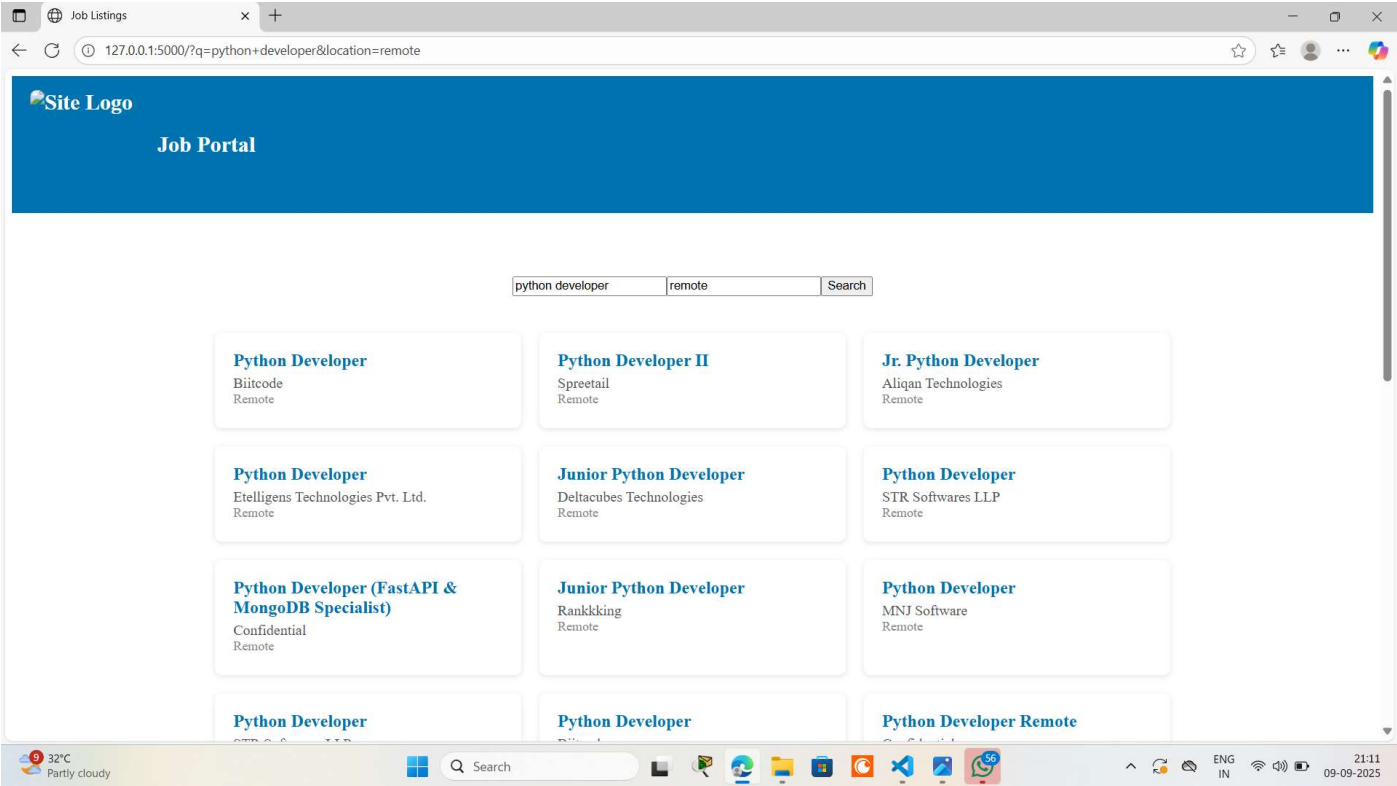 Job Listings
127.0.0.1:5000/?q=python+developer&location=remote
Site Logo
Job Portal
python developer remote Search
Python Developer
Biitcode
Remote
Python Developer II
Spreetail
Remote
Jr. Python Developer
Aliqan Technologies
Remote
Python Developer
Etelligens Technologies Pvt. Ltd.
Remote
Junior Python Developer
Deltacubes Technologies
Remote
Python Developer
STR Softwares LLP
Remote
Python Developer (FastAPI &
MongoDB Specialist)
Confidential
Remote
Junior Python Developer
Rankkking
Remote
Python Developer
MNJ Software
Remote
Python Developer
Python Developer
Python Developer Remote
9
32°C
Partly cloudy
Search
56
ENG
IN
21:11
09-09-2025